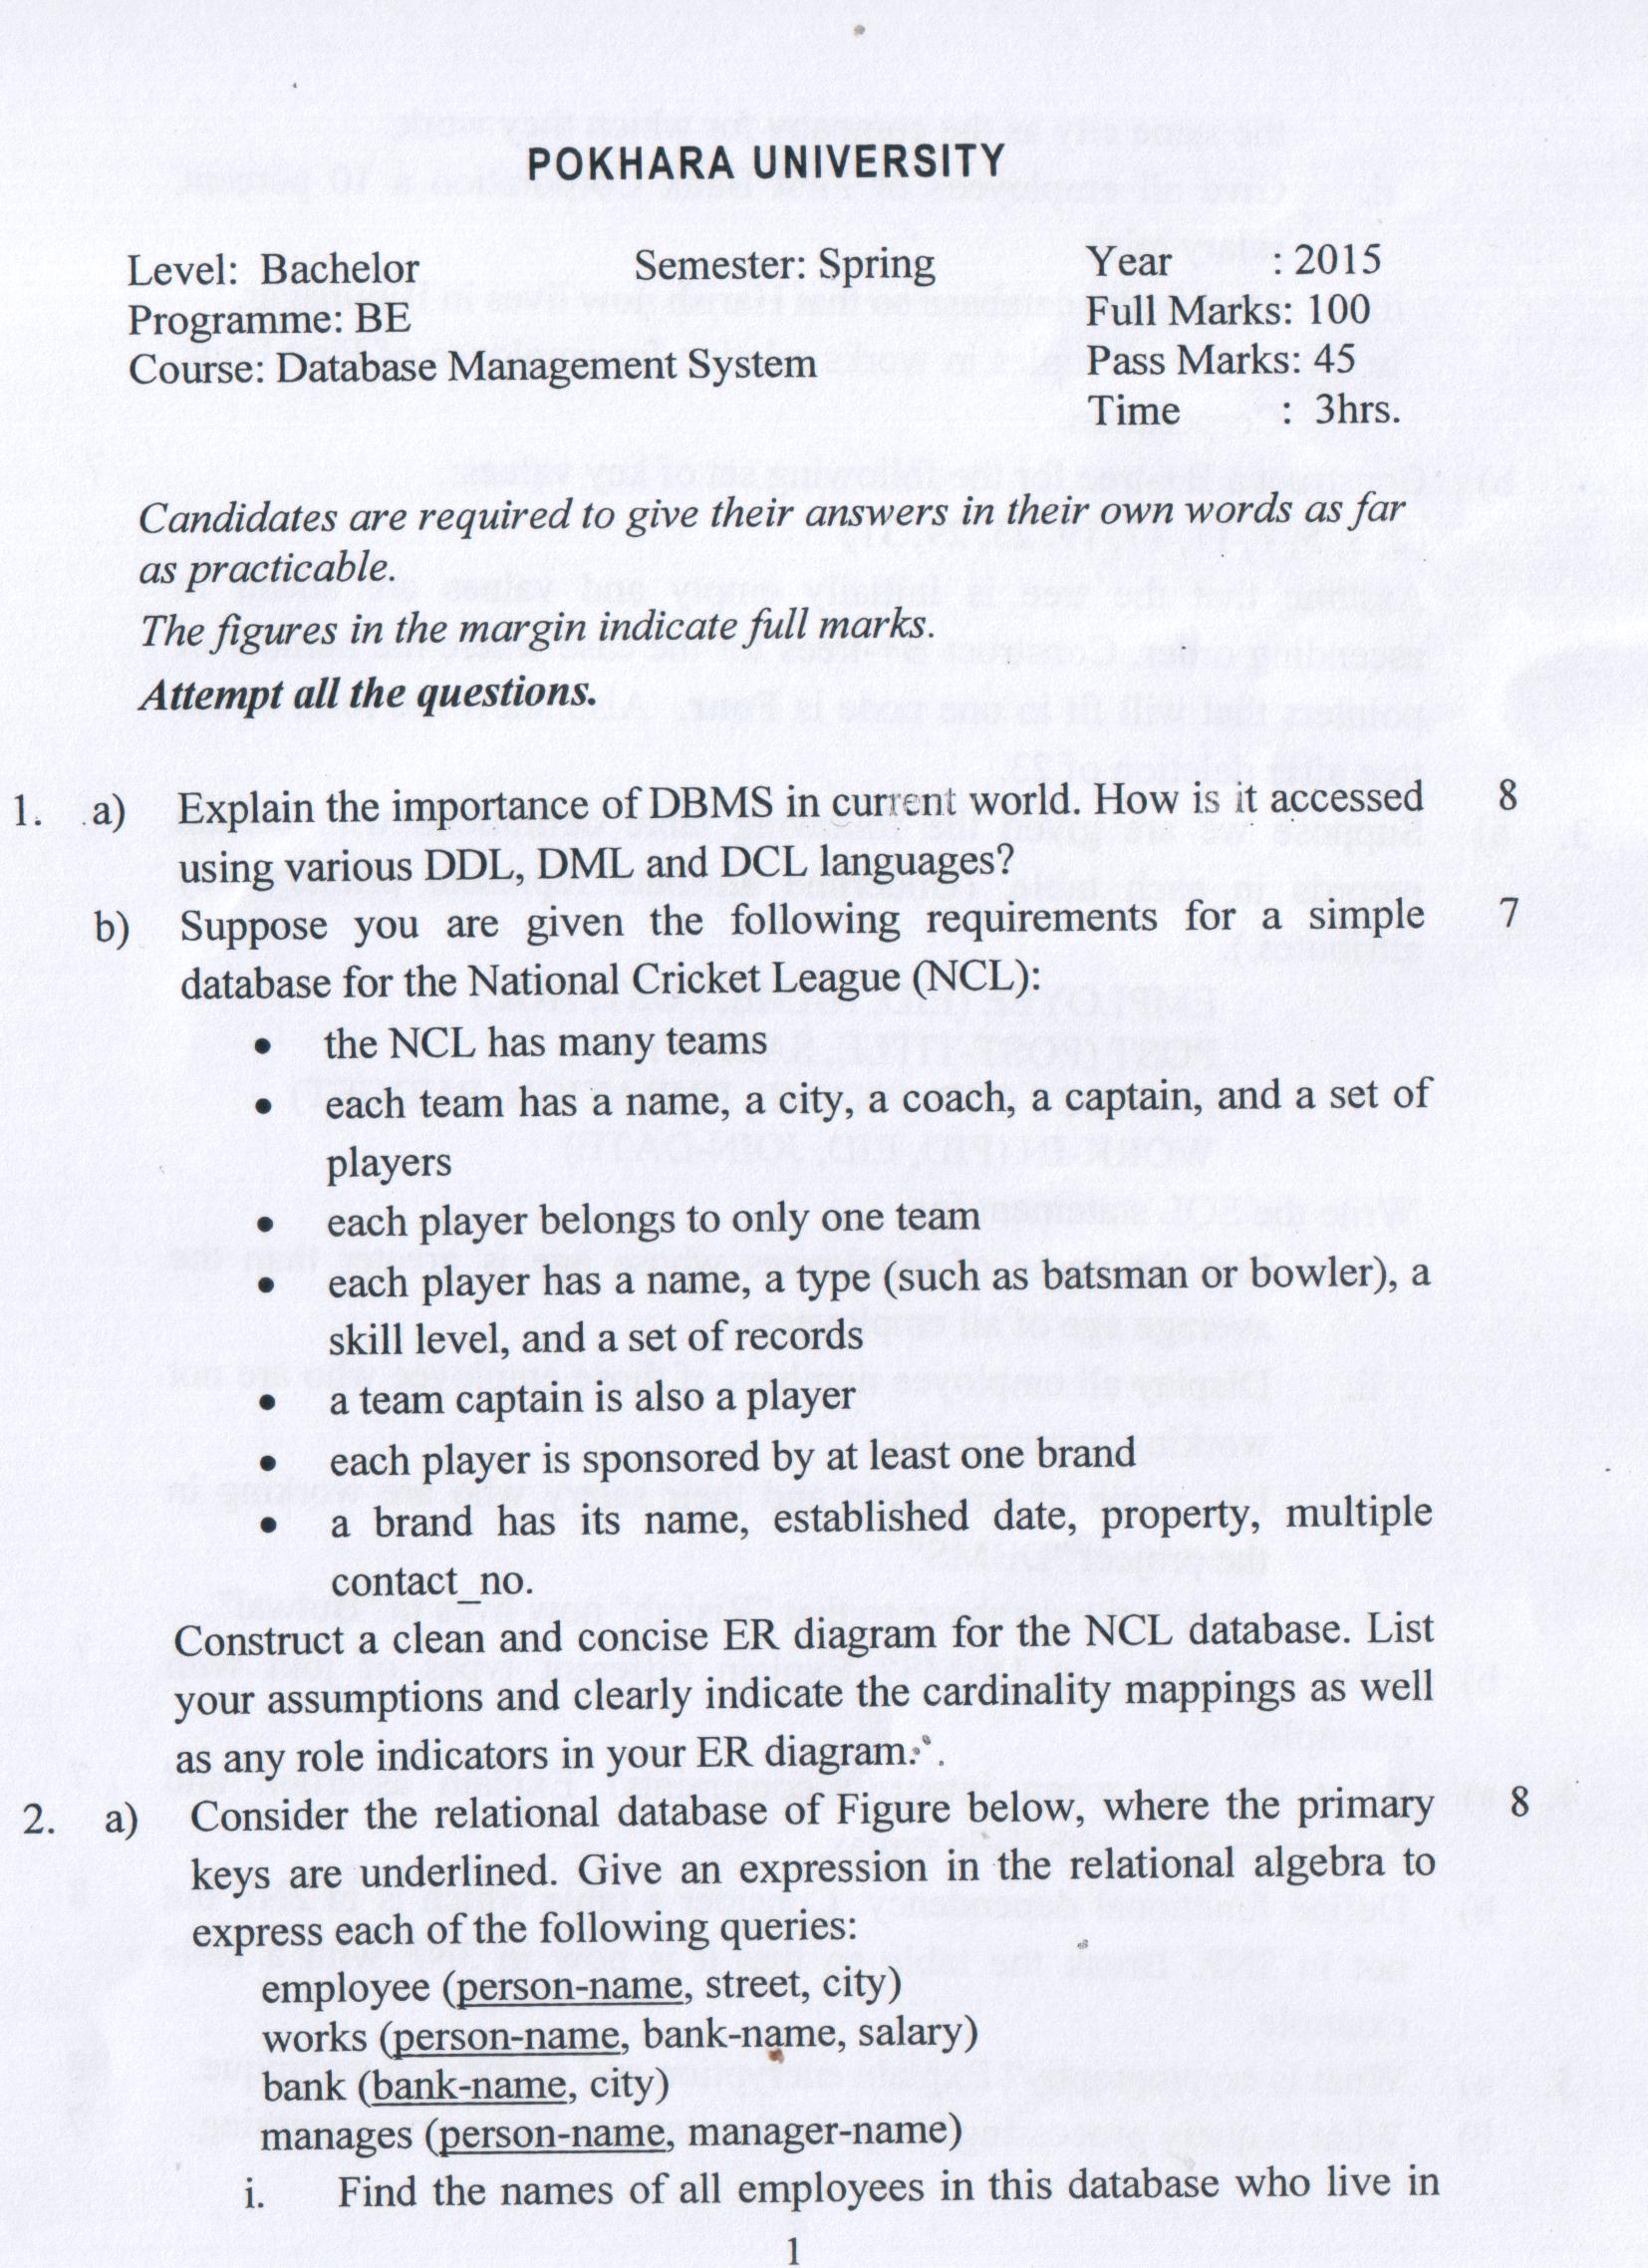 POKHARA UNIVERSITY
Level: Bachelor Semester: Spring Year : 2015
Programme: BE Full Marks: 100
Course: Database Management System Pass Marks: 45
Time : 3hrs.
Candidates are required to give their answers in their own words as far
as practicable.
The figures in the margin indicate full marks.
Attempt all the questions.
1. a) Explain the importance of DBMS in current world. How is it accessed 8
using various DDL, DML and DCL languages?
b) Suppose you are given the following requirements for a simple 7
database for the National Cricket League (NCL):
• the NCL has many teams
• each team has a name, a city, a coach, a captain, and a set of
players
• each player belongs to only one team
• each player has a name, a type (such as batsman or bowler), a
skill level, and a set of records
• a team captain is also a player
• each player is sponsored by at least one brand
• a brand has its name, established date, property, multiple
contact_no.
Construct a clean and concise ER diagram for the NCL database. List
your assumptions and clearly indicate the cardinality mappings as well
as any role indicators in your ER diagram.
2. a) Consider the relational database of Figure below, where the primary 8
keys are underlined. Give an expression in the relational algebra to
express each of the following queries:
employee (person-name, street, city)
works (person-name, bank-name, salary)
bank (bank-name, city)
manages (person-name, manager-name)
i. Find the names of all employees in this database who live in
1